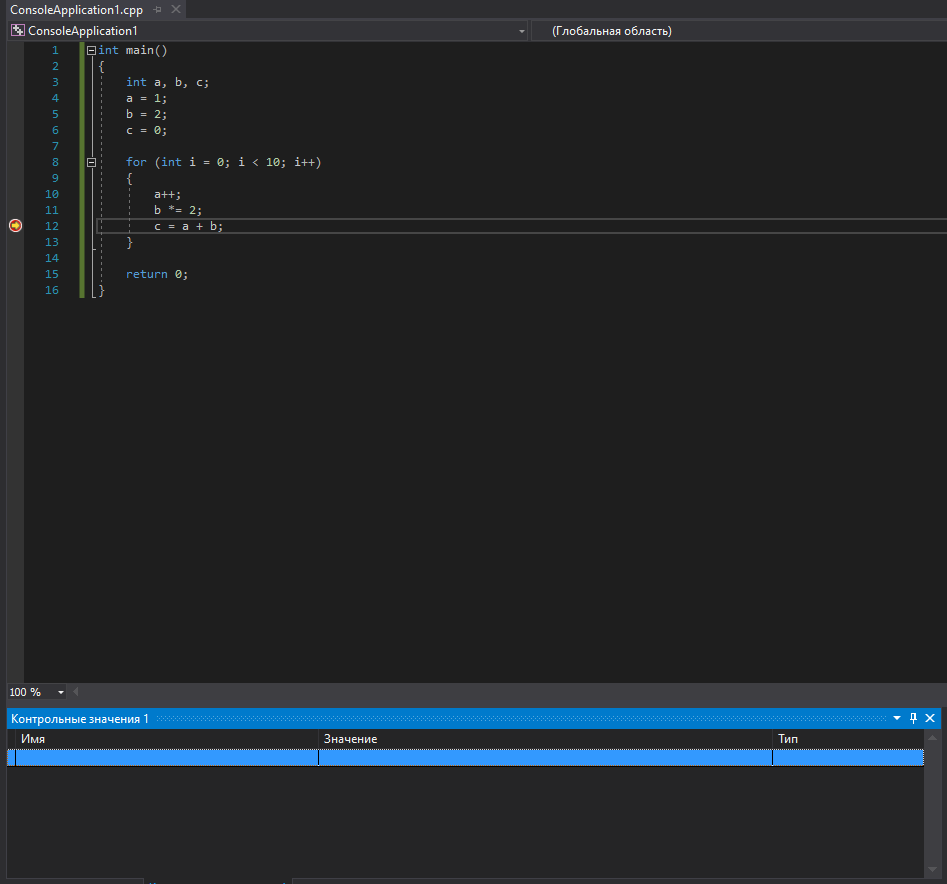 ConsoleApplication1.cpp
ConsoleApplication1 (Глобальная область)
1 int main()
2 {
3 int a, b, c;
4 a = 1;
5 b = 2;
6 c = 0;
7
8 for (int i = 0; i < 10; i++)
9 {
10 a++;
11 b *= 2;
12 c = a + b;
13 }
14
15 return 0;
16 }
100 %
Контрольные значения 1
Имя Значение Тип